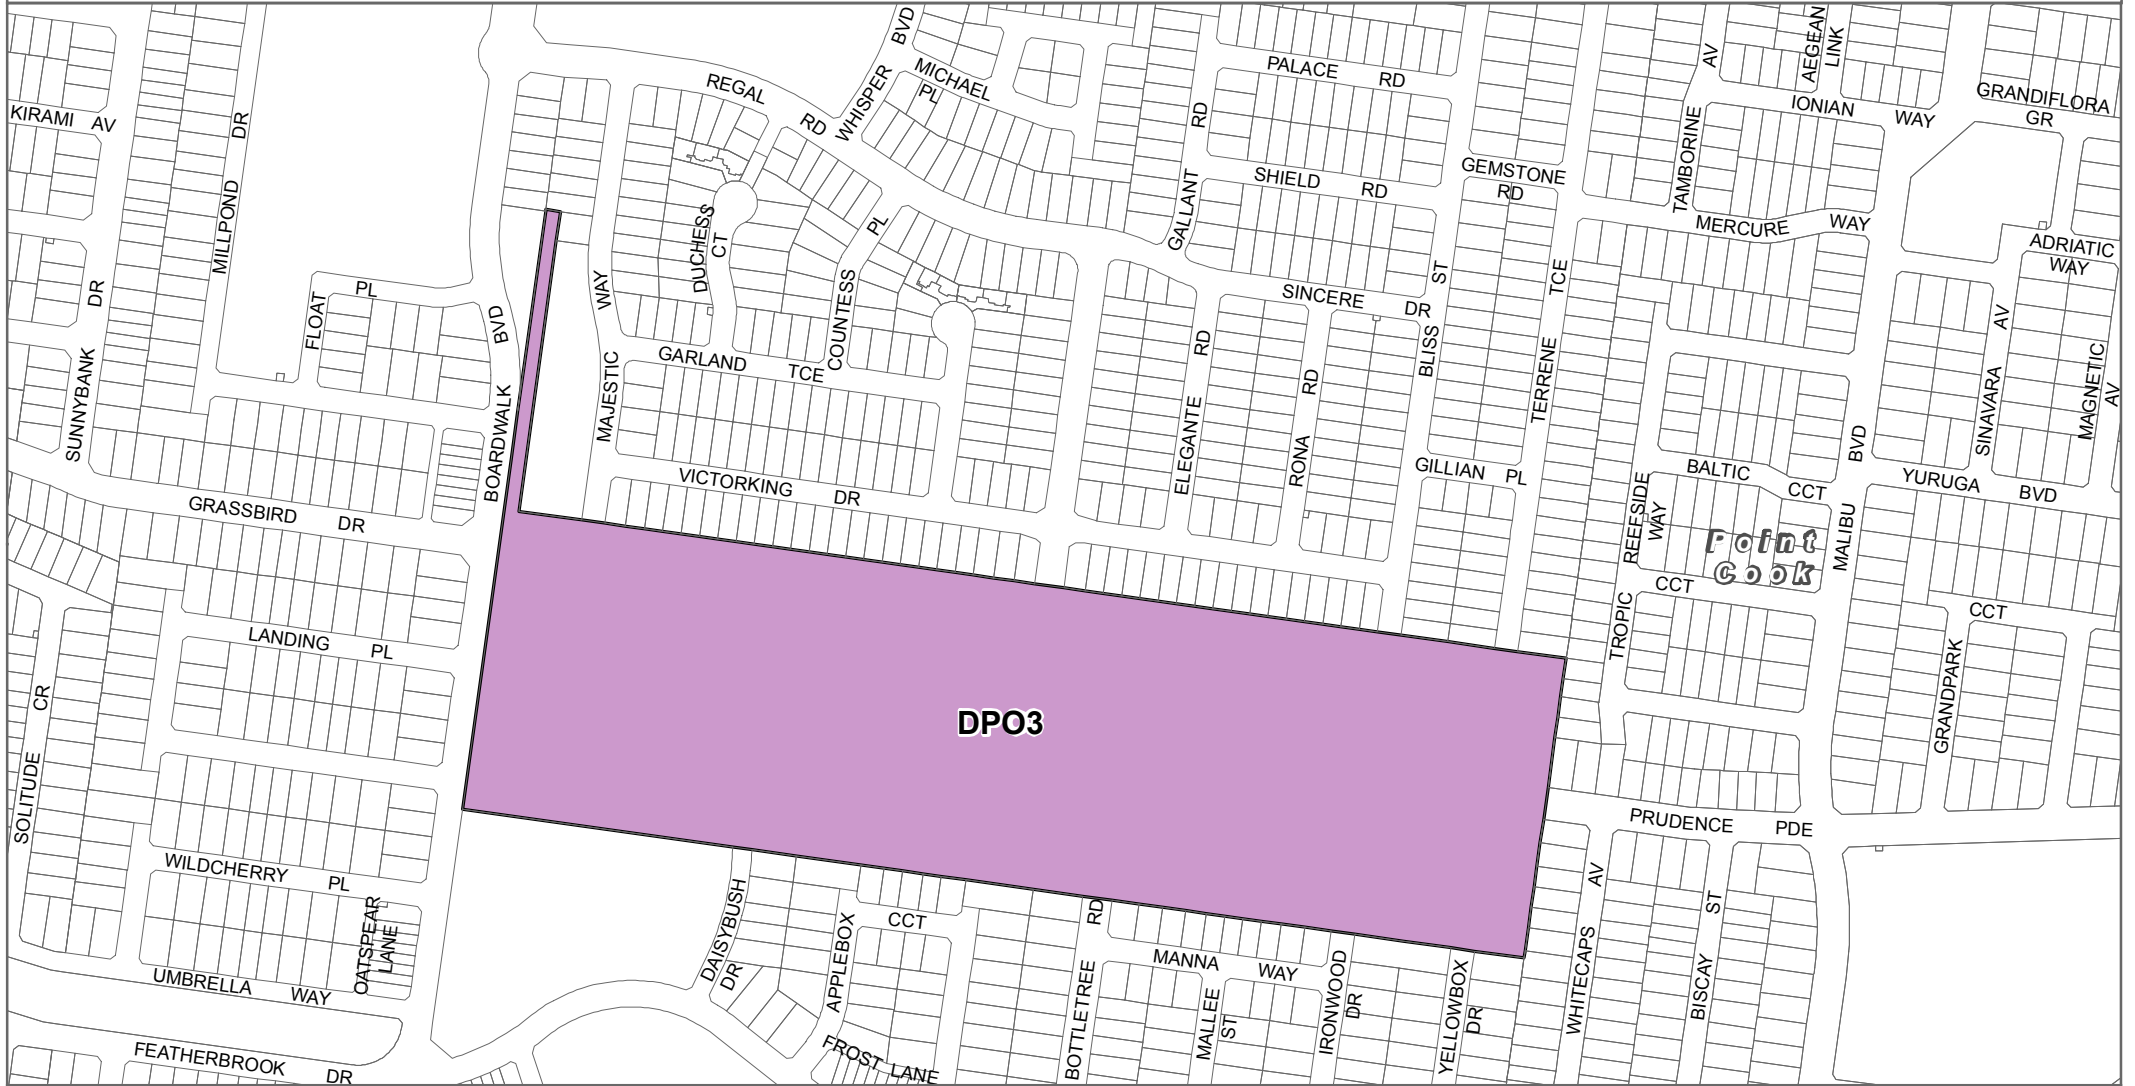 KIRAMI AV
MILLPOND DR
SUNNYBANK DR
FLOAT PL
BOARDWALK BVD
GRASSBIRD DR
LANDING PL
SOLITUDE CR
WILDCHERRY PL
OATSPEAR
LANE
UMBRELLA WAY
FEATHERBROOK DR
REGAL RD
WHISPER BVD
MICHAEL
PL
DUCHESS
CT
COUNTESS PL
MAJESTIC WAY
GARLAND TCE
VICTORKING DR
PALACE RD
GALLANT RD
SHIELD RD
GEMSTONE
RD
SINCERE DR
BLISS ST
ELEGANTE RD
RONA RD
TERRENE TCE
GILLIAN PL
TAMBORINE AV
AEGEAN
LINK
IONIAN WAY
GRANDIFLORA
GR
MERCURE WAY
ADRIATIC
WAY
SINAVARA AV
MAGNETIC
AV
BALTIC CCT
YURUGA BVD
MALIBU BVD
REEFSIDE
WAY
Point
Cook
TROPIC CCT
GRANDPARK CCT
DPO3
PRUDENCE PDE
WHITECAPS AV
BISCAY ST
DAISYBUSH
DR
APPLEBOX CCT
FROST LANE
BOTTLETREE RD
MANNA WAY
MALLEE
ST
IRONWOOD
DR
YELLOWBOX
DR